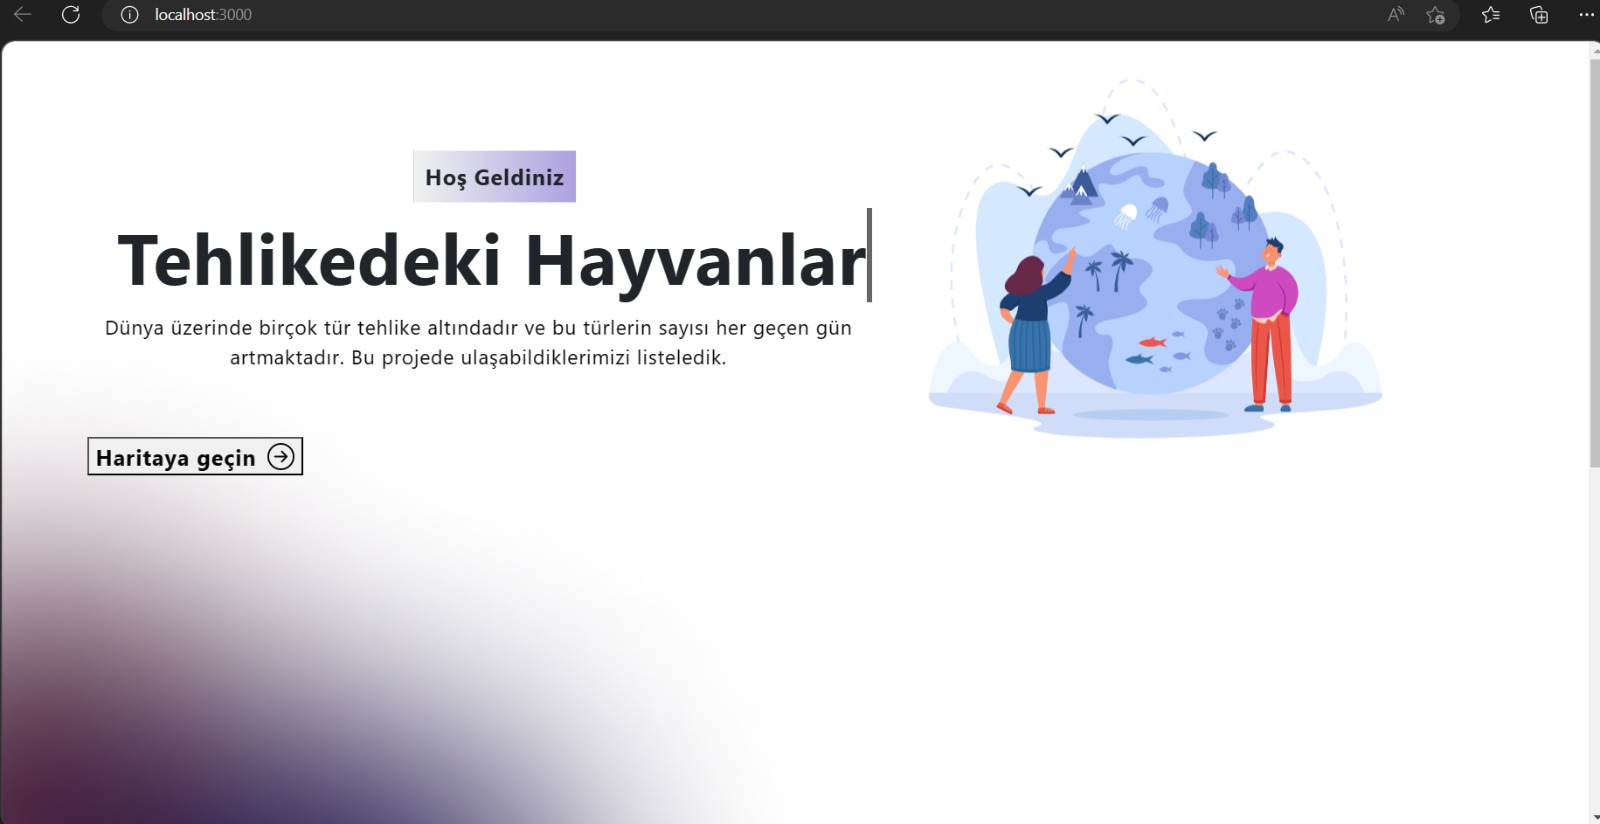 localhost:3000
Hoş Geldiniz
Tehlikedeki Hayvanlar
Dünya üzerinde birçok tür tehlike altındadır ve bu türlerin sayısı her geçen gün
artmaktadır. Bu projede ulaşabildiklerimizi listeledik.
Haritaya geçin